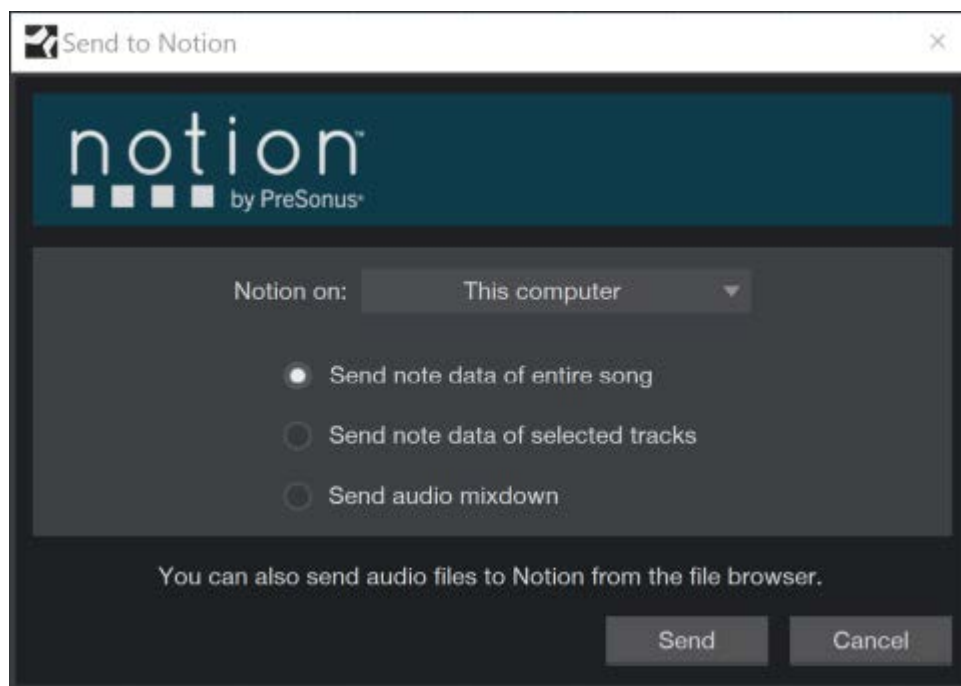 Send to Notion
notion™
by PreSonus®
Notion on: This computer
Send note data of entire song
Send note data of selected tracks
Send audio mixdown
You can also send audio files to Notion from the file browser.
Send Cancel